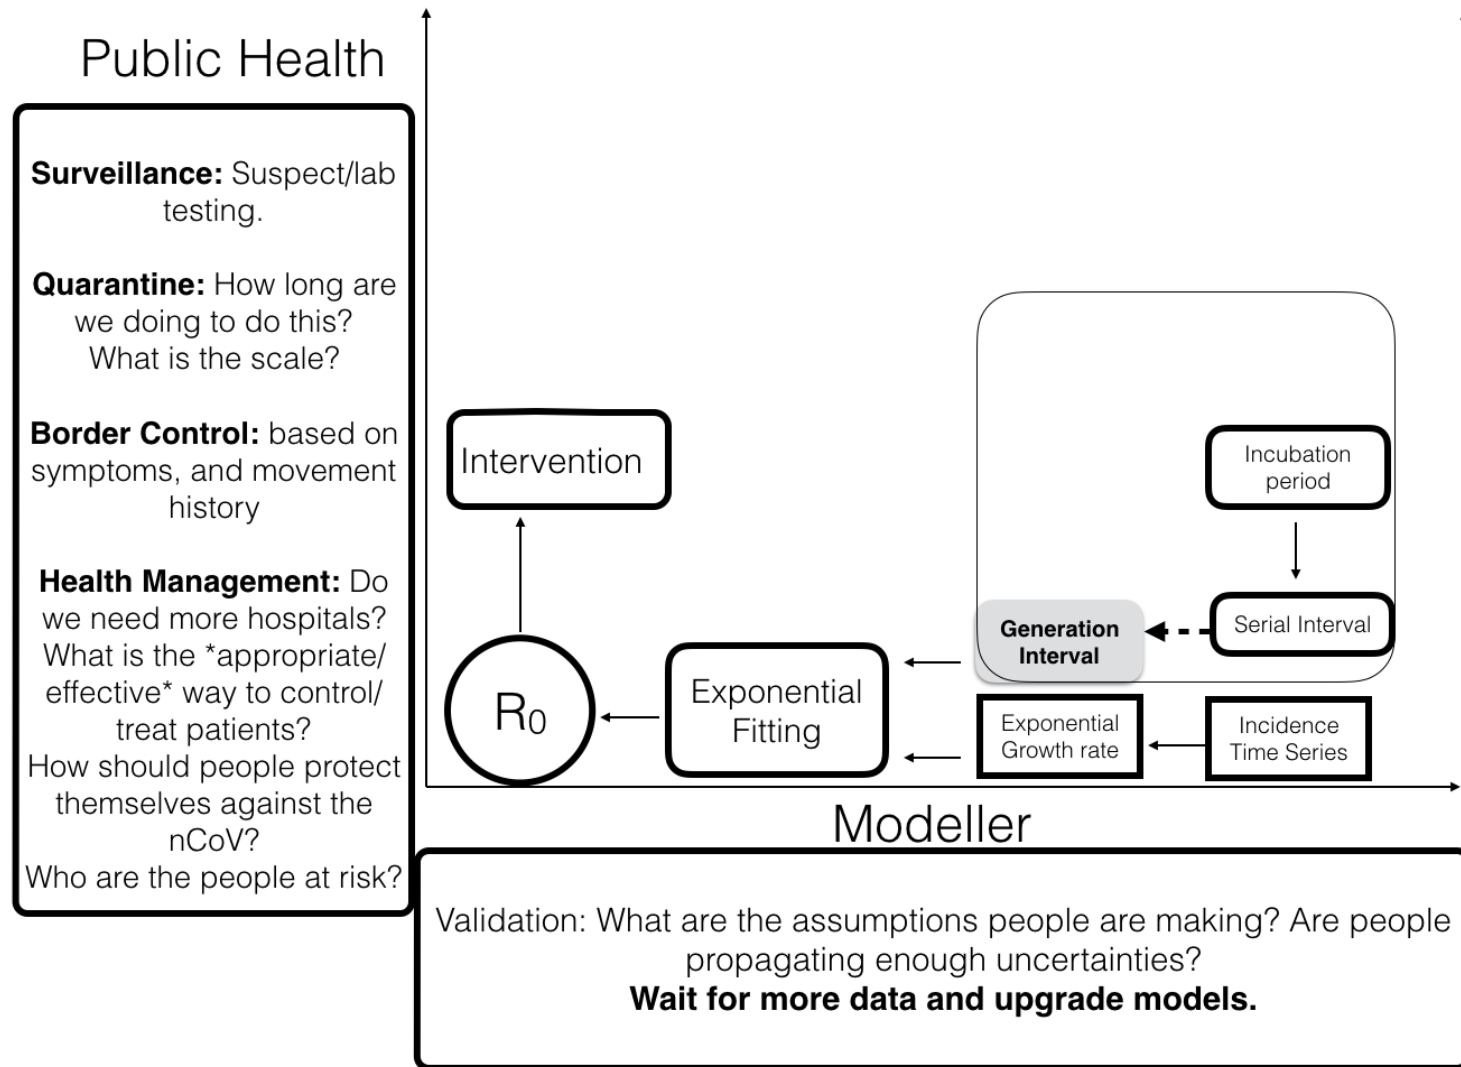 Public Health
Surveillance: Suspect/lab
testing.
Quarantine: How long are
we doing to do this?
What is the scale?
Border Control: based on
symptoms, and movement
history
Health Management: Do
we need more hospitals?
What is the *appropriate/
effective* way to control/
treat patients?
How should people protect
themselves against the
nCoV?
Who are the people at risk?
Intervention
R₀
Exponential
Fitting
Generation
Interval
Exponential
Growth rate
Incubation
period
Serial Interval
Incidence
Time Series
Modeller
Validation: What are the assumptions people are making? Are people
propagating enough uncertainties?
Wait for more data and upgrade models.